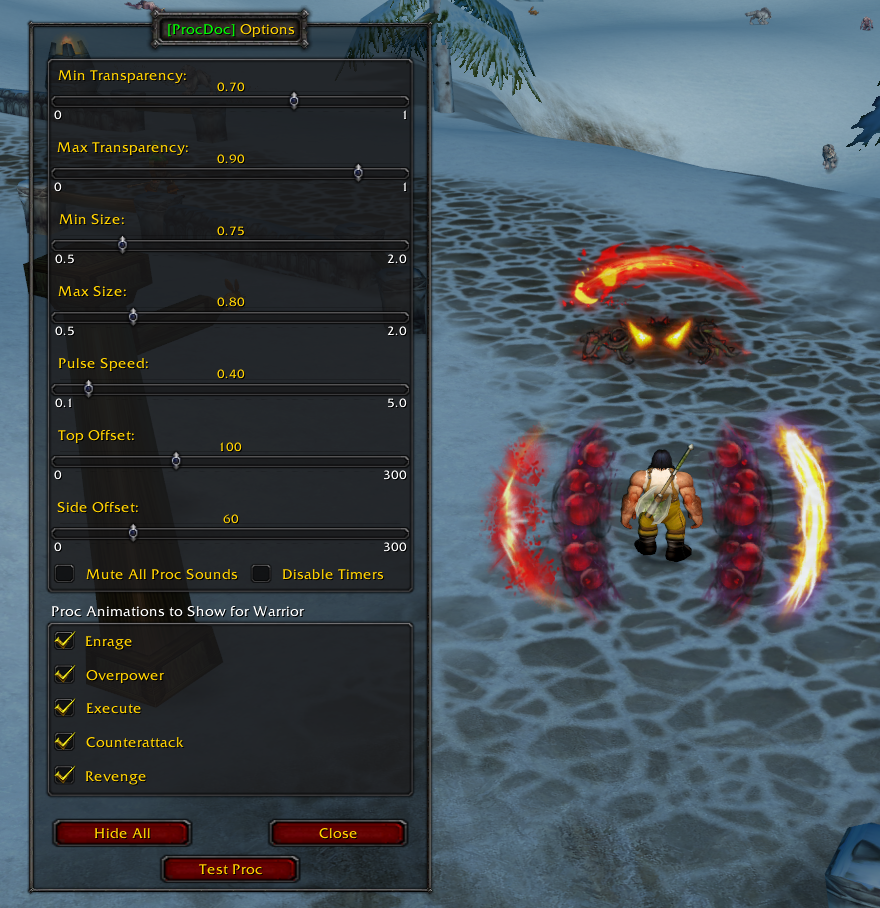 [ProcDoc] Options
Min Transparency:
0.70
0 1
Max Transparency:
0.90
0 1
Min Size:
0.75
0.5 2.0
Max Size:
0.80
0.5 2.0
Pulse Speed:
0.40
0.1 5.0
Top Offset:
100
0 300
Side Offset:
60
0 300
Mute All Proc Sounds Disable Timers
Proc Animations to Show for Warrior
Enrage
Overpower
Execute
Counterattack
Revenge
Hide All Close
Test Proc